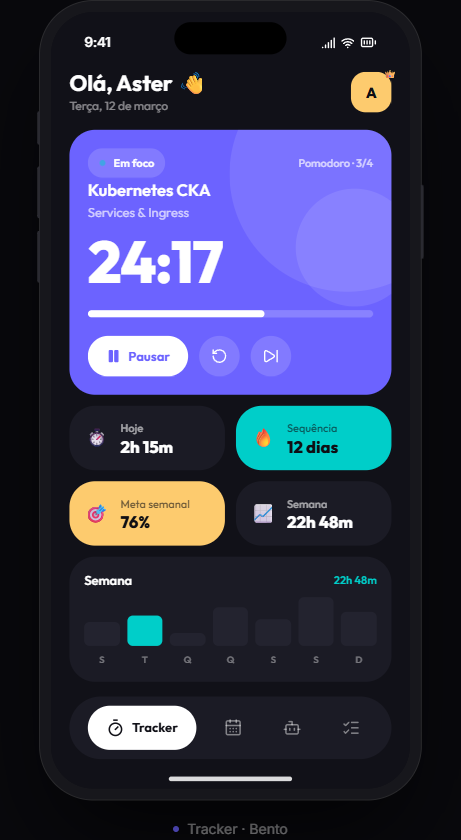 9:41
Olá, Aster 👋
A
Terça, 12 de março
Em foco
Pomodoro · 3/4
Kubernetes CKA
Services & Ingress
24:17
Pausar
Hoje
2h 15m
Sequência
12 dias
Meta semanal
76%
Semana
22h 48m
Semana
22h 48m
S T Q Q S S D
Tracker
Tracker · Bento